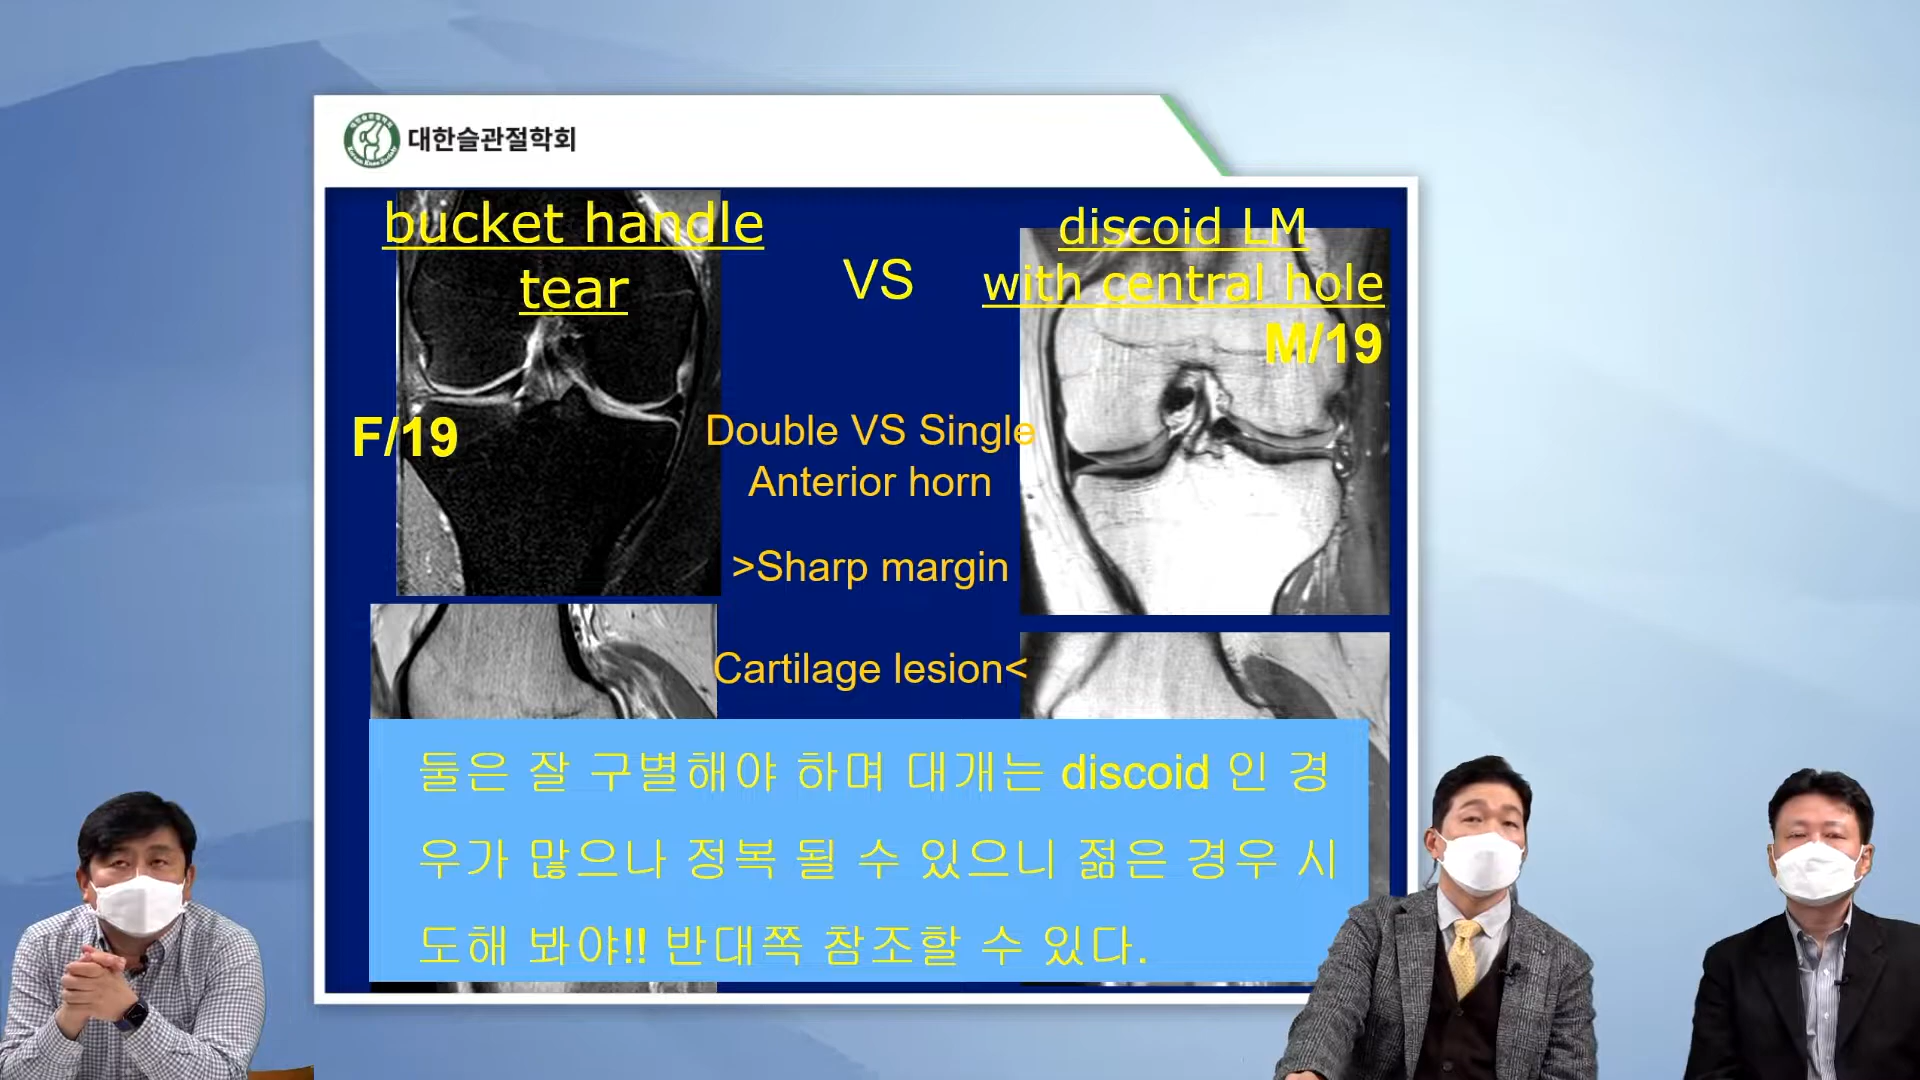 대한슬관절학회
bucket handle
tear
VS
discoid LM
with central hole
M/19
F/19
Double VS Single
Anterior horn
>Sharp margin
Cartilage lesion<
둘은 잘 구별해야 하며 대개는 discoid 인 경
우가 많으나 정복 될 수 있으니 젊은 경우 시
도해 봐야!! 반대쪽 참조할 수 있다.